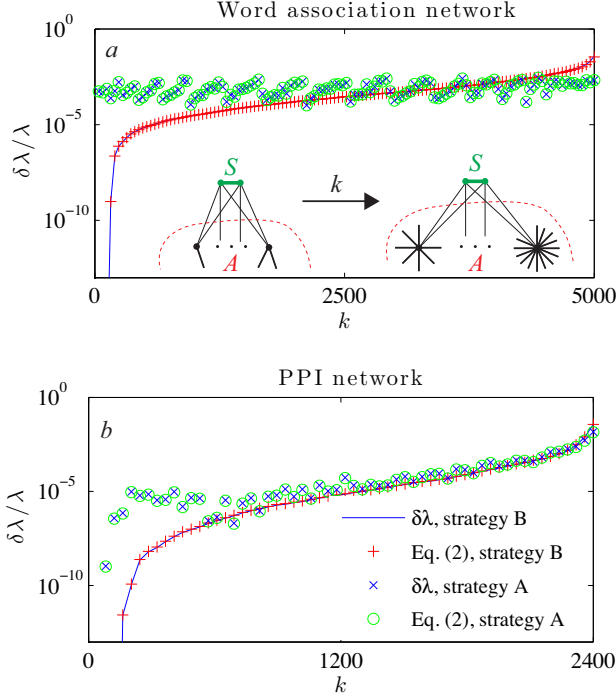 Word association network
a
10^0
10^-5
10^-10
δλ/λ
S
k
S
A
A
0
2500
5000
k
PPI network
b
10^0
10^-5
10^-10
δλ/λ
δλ, strategy B
Eq. (2), strategy B
δλ, strategy A
Eq. (2), strategy A
0
1200
2400
k